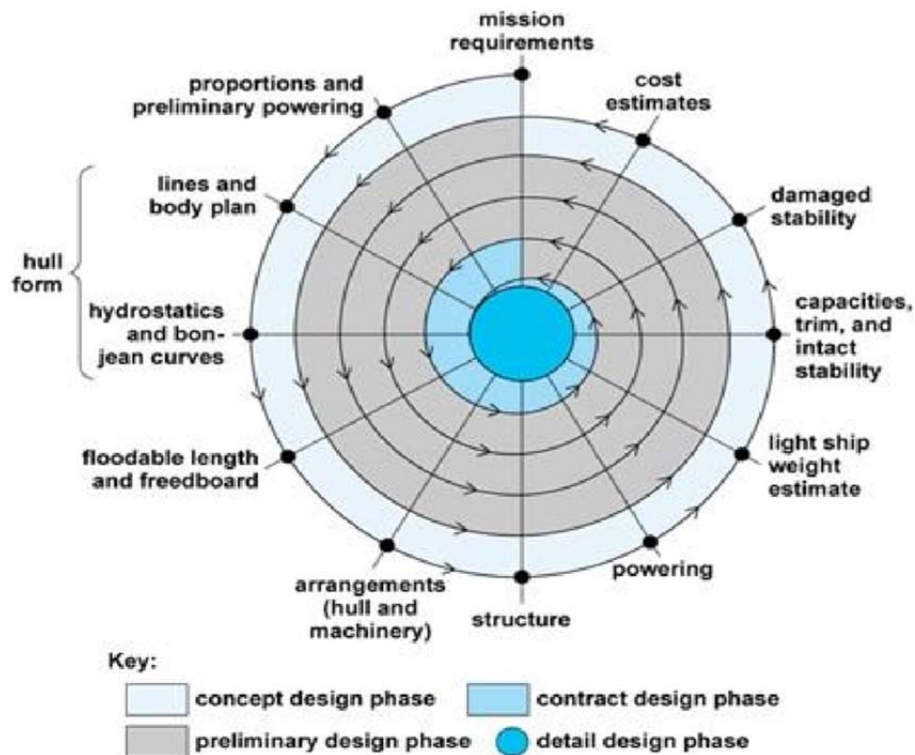 mission
requirements
cost
estimates
proportions and
preliminary powering
lines and
body plan
damaged
stability
hull
form
hydrostatics
and bon-
jean curves
capacities,
trim, and
intact
stability
floodable length
and freedboard
light ship
weight
estimate
arrangements
(hull and
machinery)
structure
powering
Key:
concept design phase
contract design phase
preliminary design phase
detail design phase